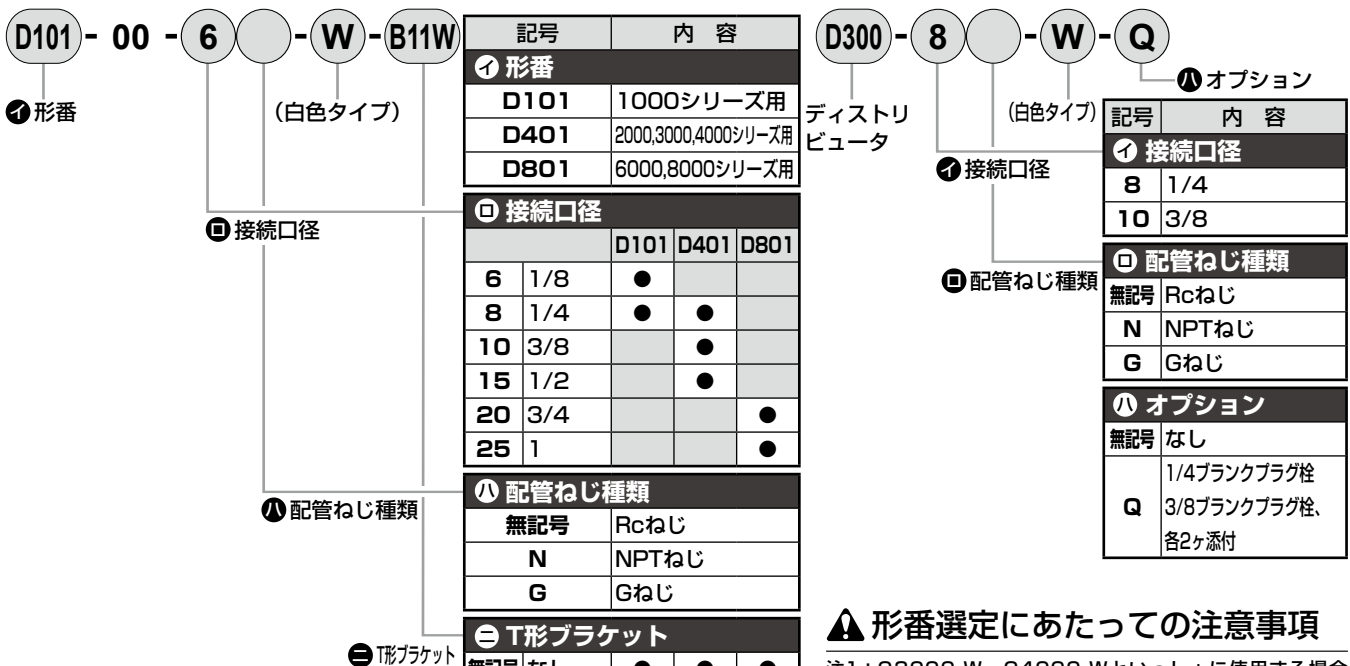 D101 - 00 - 6 - W - B11W
イ 形番
(白色タイプ)
ロ 接続口径
ハ 配管ねじ種類
ニ T形ブラケット
記号 内 容
イ 形番
D101 1000シリーズ用
D401 2000,3000,4000シリーズ用
D801 6000,8000シリーズ用
ロ 接続口径
D101 D401 D801
6 1/8 ●
8 1/4 ● ●
10 3/8 ●
15 1/2 ●
20 3/4 ●
25 1 ●
ハ 配管ねじ種類
無記号 Rcねじ
N NPTねじ
G Gねじ
ニ T形ブラケット
無記号 なし ● ● ●
D300 - 8 - W - Q
ハ オプション
ディストリ
ビュータ
(白色タイプ)
イ 接続口径
ロ 配管ねじ種類
記号 内 容
イ 接続口径
8 1/4
10 3/8
ロ 配管ねじ種類
無記号 Rcねじ
N NPTねじ
G Gねじ
ハ オプション
無記号 なし
Q 1/4ブランクプラグ栓
3/8ブランクプラグ栓、
各2ヶ添付
形番選定にあたっての注意事項